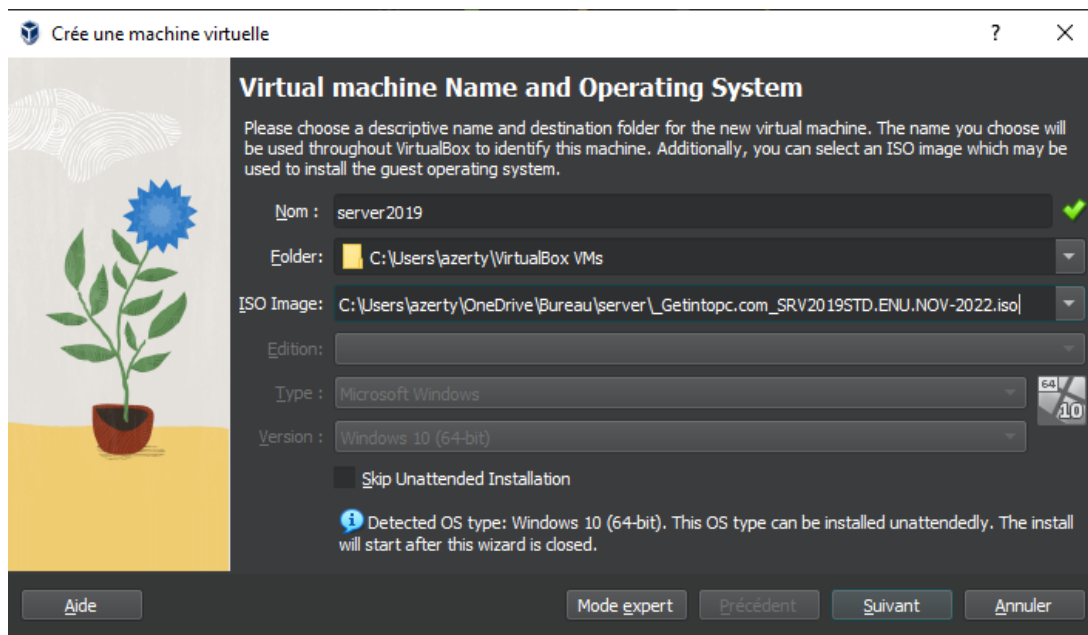 Crée une machine virtuelle
?
Virtual machine Name and Operating System
Please choose a descriptive name and destination folder for the new virtual machine. The name you choose will
be used throughout VirtualBox to identify this machine. Additionally, you can select an ISO image which may be
used to install the guest operating system.
Nom : server2019
Folder: C:\Users\azerty\VirtualBox VMs
ISO Image: C:\Users\azerty\OneDrive\Bureau\server\_Getintopc.com_SRV2019STD.ENU.NOV-2022.iso
Edition:
Type : Microsoft Windows
64
10
Version : Windows 10 (64-bit)
Skip Unattended Installation
Detected OS type: Windows 10 (64-bit). This OS type can be installed unattendedly. The install
will start after this wizard is closed.
Aide Mode expert Précédent Suivant Annuler